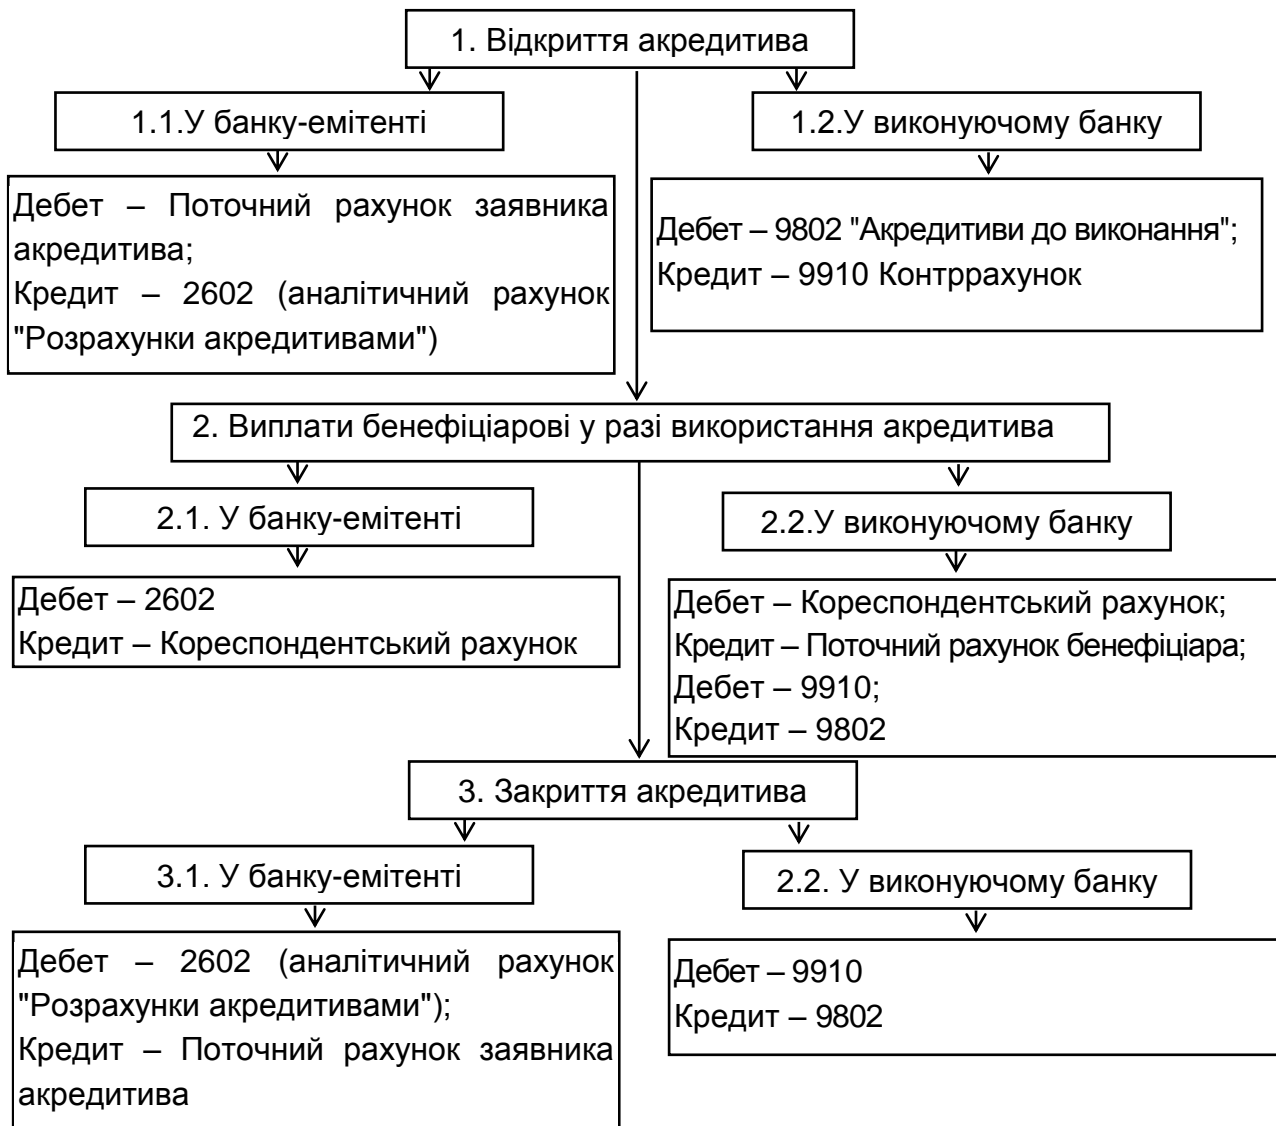 1. Відкриття акредитива
1.1.У банку-емітенті
1.2.У виконуючому банку
Дебет – Поточний рахунок заявника
акредитива;
Кредит – 2602 (аналітичний рахунок
"Розрахунки акредитивами")
Дебет – 9802 "Акредитиви до виконання";
Кредит – 9910 Контррахунок
2. Виплати бенефіціарові у разі використання акредитива
2.1. У банку-емітенті
2.2.У виконуючому банку
Дебет – 2602
Кредит – Кореспондентський рахунок
Дебет – Кореспондентський рахунок;
Кредит – Поточний рахунок бенефіціара;
Дебет – 9910;
Кредит – 9802
3. Закриття акредитива
3.1. У банку-емітенті
2.2. У виконуючому банку
Дебет – 2602 (аналітичний рахунок
"Розрахунки акредитивами");
Кредит – Поточний рахунок заявника
акредитива
Дебет – 9910
Кредит – 9802